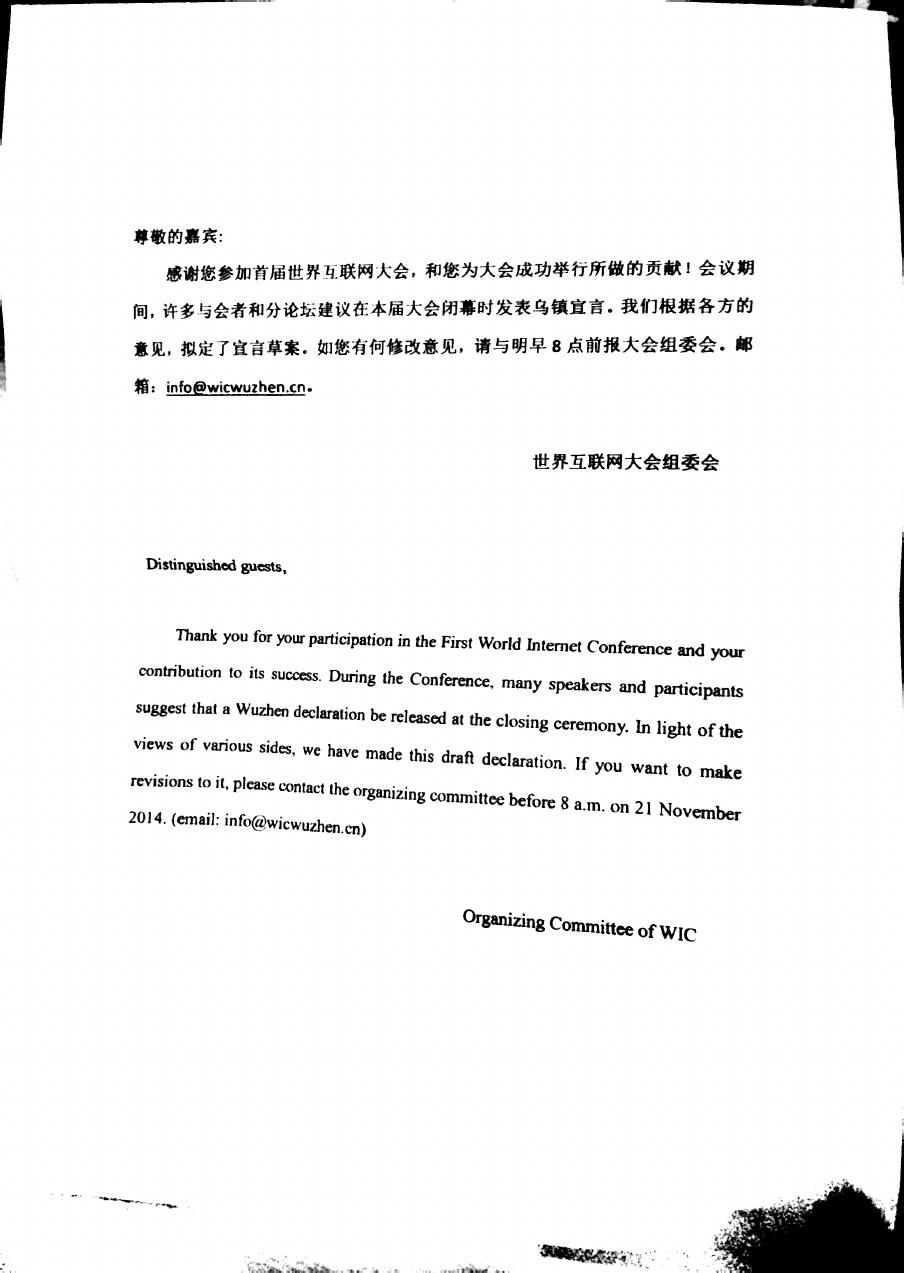 尊敬的嘉宾:
感谢您参加首届世界互联网大会，和您为大会成功举行所做的贡献！会议期
间，许多与会者和分论坛建议在本届大会闭幕时发表乌镇宣言。我们根据各方的
意见，拟定了宣言草案。如您有何修改意见，请与明早 8 点前报大会组委会。邮
箱：info@wicwuzhen.cn。
世界互联网大会组委会
Distinguished guests,
Thank you for your participation in the First World Internet Conference and your
contribution to its success. During the Conference, many speakers and participants
suggest that a Wuzhen declaration be released at the closing ceremony. In light of the
views of various sides, we have made this draft declaration. If you want to make
revisions to it, please contact the organizing committee before 8 a.m. on 21 November
2014. (email: info@wicwuzhen.cn)
Organizing Committee of WIC